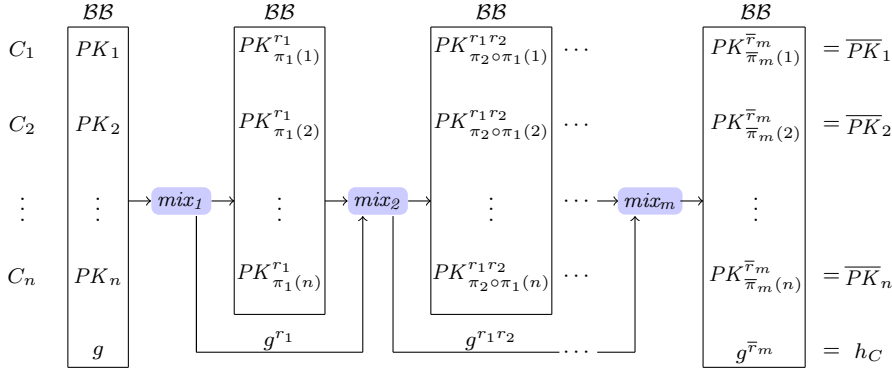 BB BB BB BB
C₁ PK₁ PK^{r₁}_{π₁(1)} PK^{r₁r₂}_{π₂∘π₁(1)} ··· PK^{r̅ₘ}_{π̅ₘ(1)} = \overline{PK}₁
C₂ PK₂ PK^{r₁}_{π₁(2)} PK^{r₁r₂}_{π₂∘π₁(2)} ··· PK^{r̅ₘ}_{π̅ₘ(2)} = \overline{PK}₂
⋮ ⋮ mix₁ ⋮ mix₂ ⋮ ··· mixₘ ⋮
Cₙ PKₙ PK^{r₁}_{π₁(n)} PK^{r₁r₂}_{π₂∘π₁(n)} ··· PK^{r̅ₘ}_{π̅ₘ(n)} = \overline{PK}ₙ
g g^{r₁} g^{r₁r₂} ··· g^{r̅ₘ} = h_C